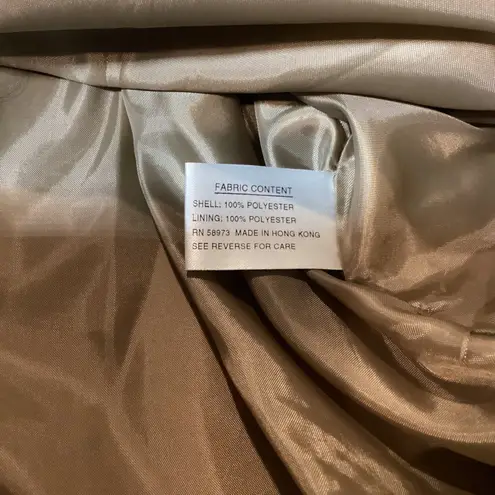 FABRIC CONTENT
SHELL: 100% POLYESTER
LINING: 100% POLYESTER
RN 58973 MADE IN HONG KONG
SEE REVERSE FOR CARE